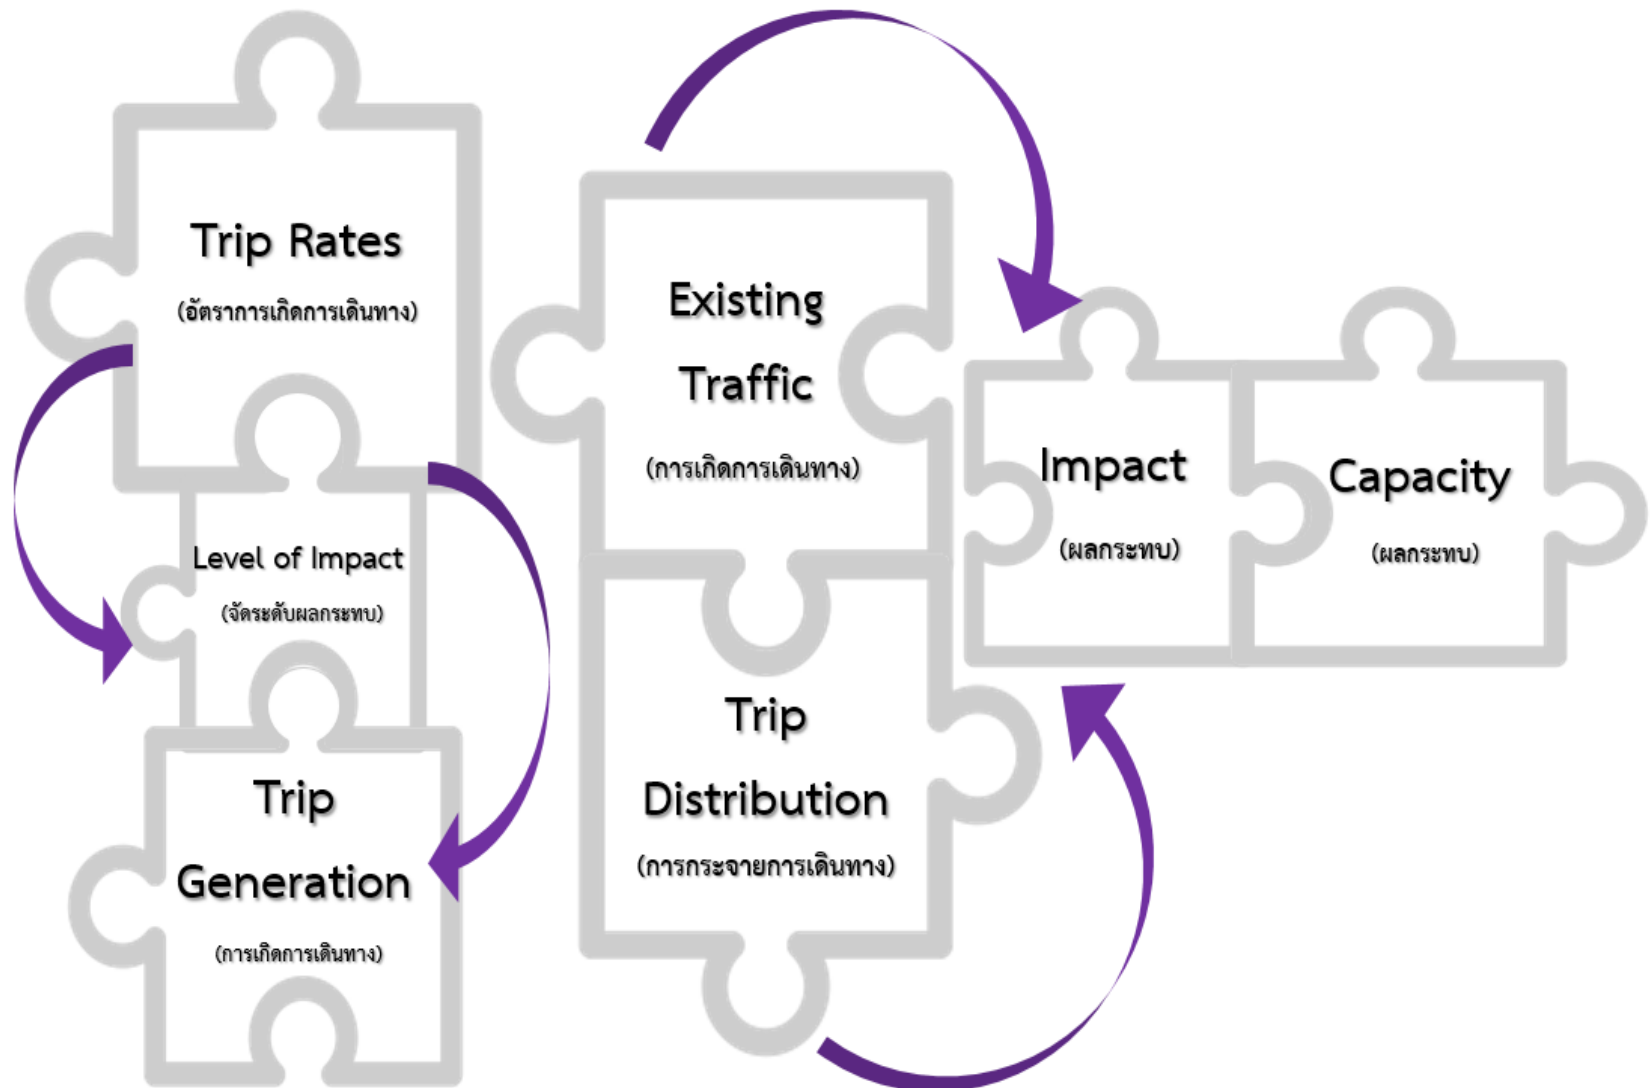 Trip Rates
(อัตราการเกิดการเดินทาง)
Level of Impact
(จัดระดับผลกระทบ)
Trip
Generation
(การเกิดการเดินทาง)
Existing
Traffic
(การเกิดการเดินทาง)
Trip
Distribution
(การกระจายการเดินทาง)
Impact
(ผลกระทบ)
Capacity
(ผลกระทบ)